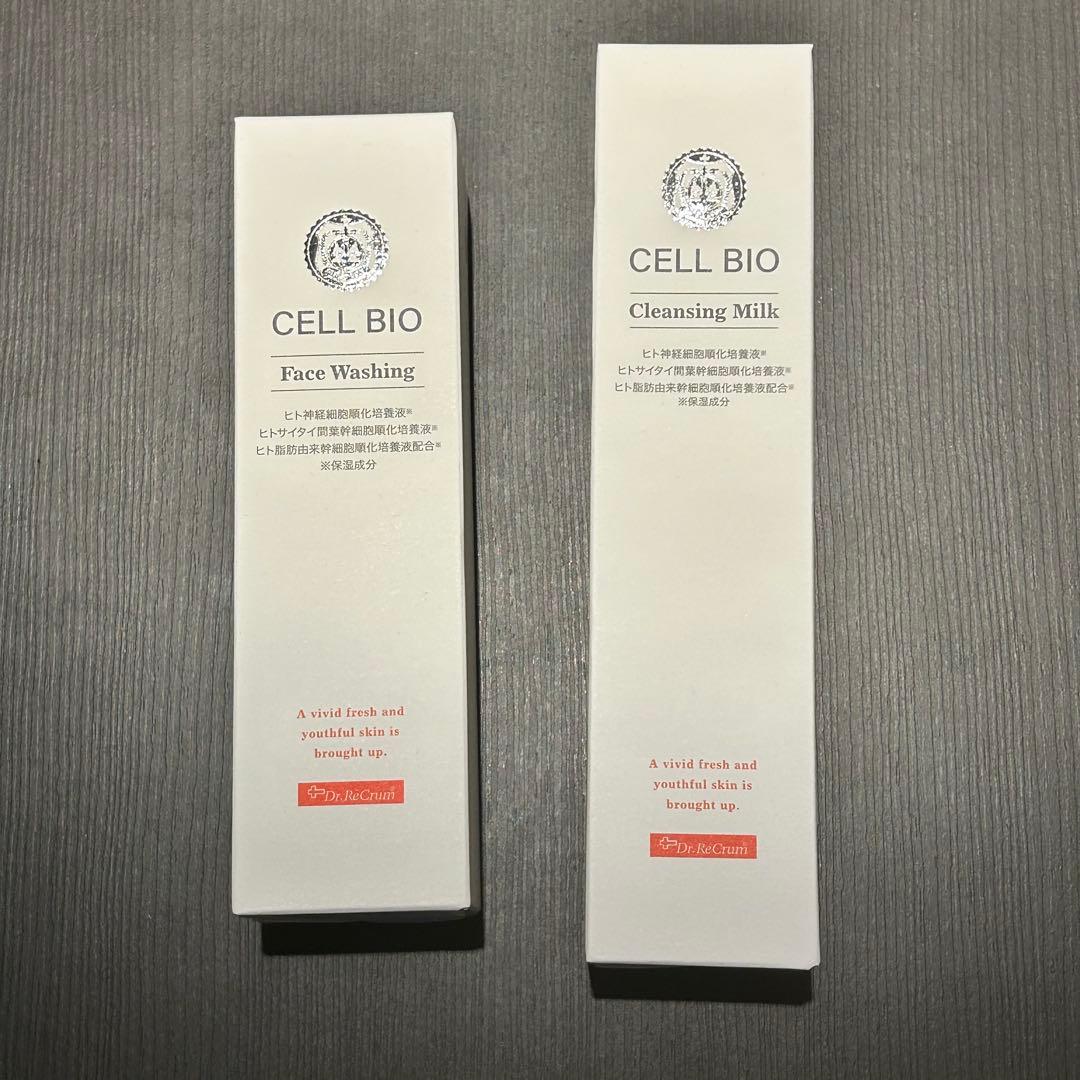 CELL BIO
Face Washing
ヒト神経細胞順化培養液※
ヒトサイタイ間葉幹細胞順化培養液※
ヒト脂肪由来幹細胞順化培養液配合※
※保湿成分
A vivid fresh and
youthful skin is
brought up.
Dr.ReCrum®
CELL BIO
Cleansing Milk
ヒト神経細胞順化培養液※
ヒトサイタイ間葉幹細胞順化培養液※
ヒト脂肪由来幹細胞順化培養液配合※
※保湿成分
A vivid fresh and
youthful skin is
brought up.
Dr.ReCrum®